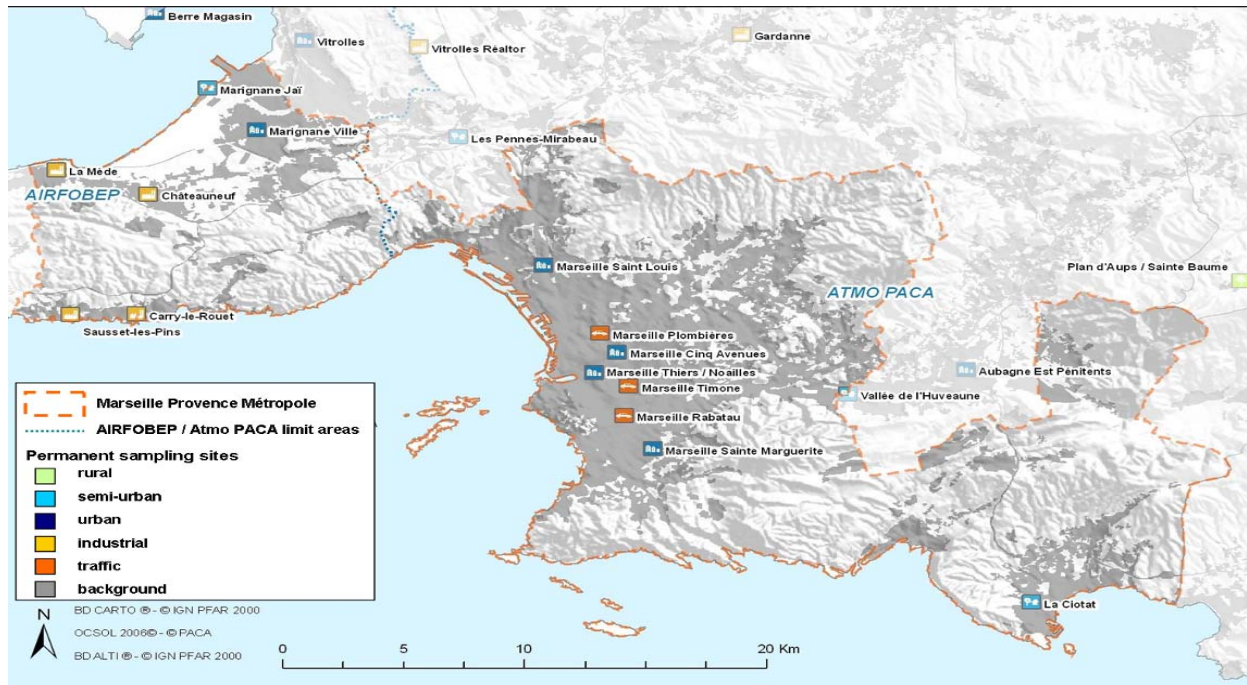 Berre Magasin
Vitrolles
Vitrolles Réaltor
Gardanne
Marignane Jaï
Marignane Ville
Les Pennes-Mirabeau
La Mède
AIRFOBEP
Châteauneuf
Marseille Saint Louis
Plan d'Aups / Sainte Baume
ATMO PACA
Carry-le-Rouet
Sausset-les-Pins
Marseille Plombières
Marseille Cinq Avenues
Marseille Thiers / Noailles
Aubagne Est Pénitents
Marseille Timone
Vallée de l'Huveaune
Marseille Rabatau
Marseille Sainte Marguerite
La Ciotat
Marseille Provence Métropole
AIRFOBEP / Atmo PACA limit areas
Permanent sampling sites
rural
semi-urban
urban
industrial
traffic
background
N
BD CARTO ® - © IGN PFAR 2000
OCSOL 2006© - © PACA
BD ALTI ® - © IGN PFAR 2000
0 5 10 20 Km